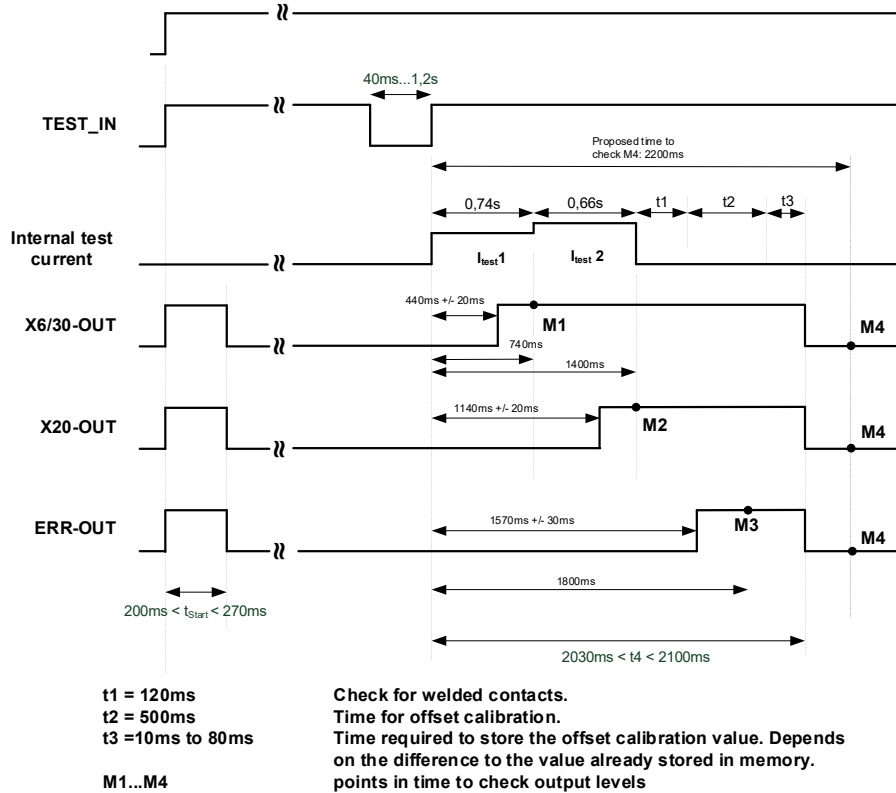 40ms...1,2s
TEST_IN
Proposed time to
check M4: 2200ms
0,74s
0,66s
t1
t2
t3
Internal test
current
Itest1
Itest 2
440ms +/- 20ms
X6/30-OUT
M1
M4
740ms
1400ms
1140ms +/- 20ms
X20-OUT
M2
M4
ERR-OUT
1570ms +/- 30ms
M3
M4
1800ms
200ms < tStart < 270ms
2030ms < t4 < 2100ms
t1 = 120ms Check for welded contacts.
t2 = 500ms Time for offset calibration.
t3 =10ms to 80ms Time required to store the offset calibration value. Depends
on the difference to the value already stored in memory.
M1...M4 points in time to check output levels